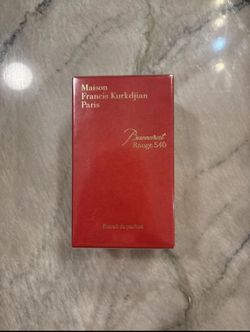 Maison
Francis Kurkdjian
Paris
Baccarat
Rouge 540
Extrait de parfum